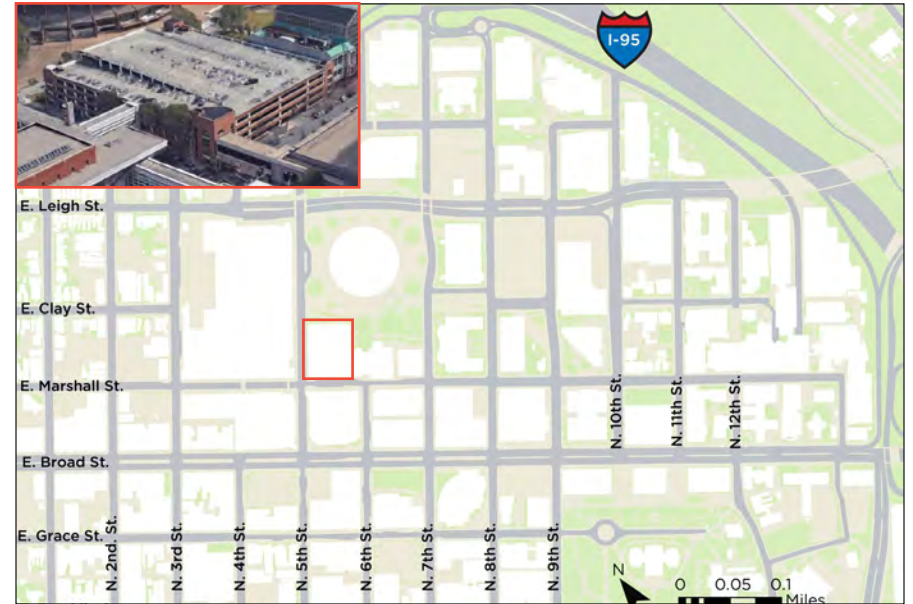 I-95
E. Leigh St.
E. Clay St.
E. Marshall St.
E. Broad St.
E. Grace St.
N. 2nd. St.
N. 3rd St.
N. 4th St.
N. 5th St.
N. 6th St.
N. 7th St.
N. 8th St.
N. 9th St.
N. 10th St.
N. 11th St.
N. 12th St.
N
0 0.05 0.1
Miles